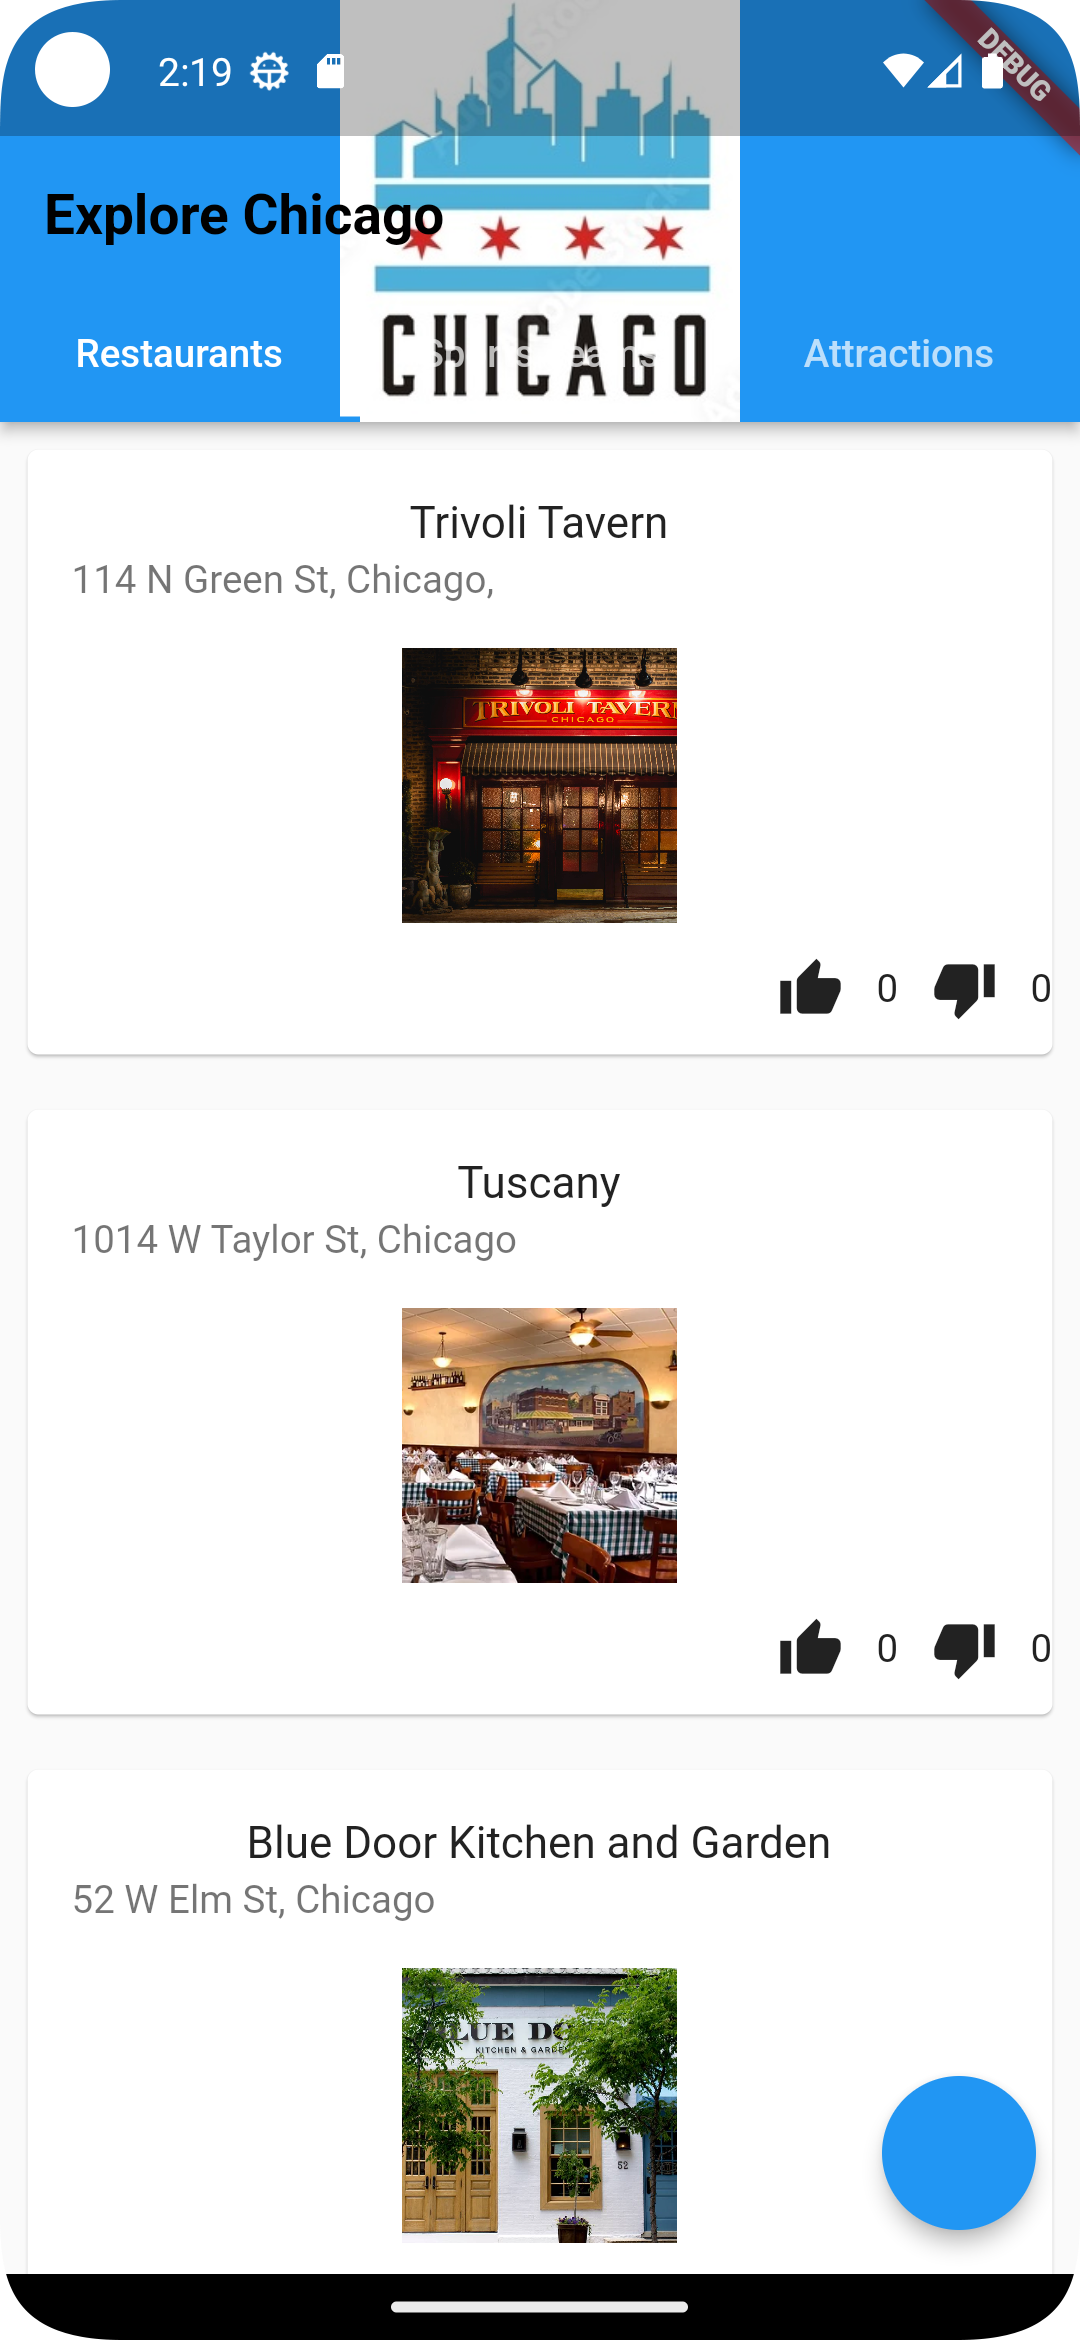 2:19
DEBUG
Explore Chicago
CHICAGO
Restaurants
Sports Teams
Attractions
Trivoli Tavern
114 N Green St, Chicago,
TRIVOLI TAVERN
CHICAGO
0
0
Tuscany
1014 W Taylor St, Chicago
0
0
Blue Door Kitchen and Garden
52 W Elm St, Chicago
LUE DO
KITCHEN & GARDE
52